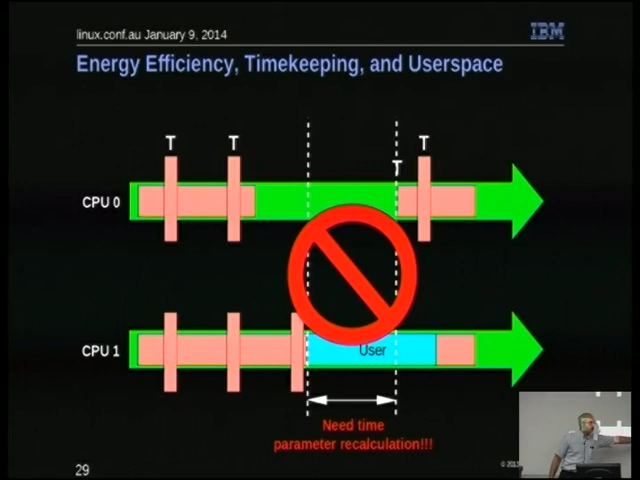 linux.conf.au January 9, 2014
IBM
Energy Efficiency, Timekeeping, and Userspace
T T T
T
CPU 0
CPU 1
User
Need time
parameter recalculation!!!
29